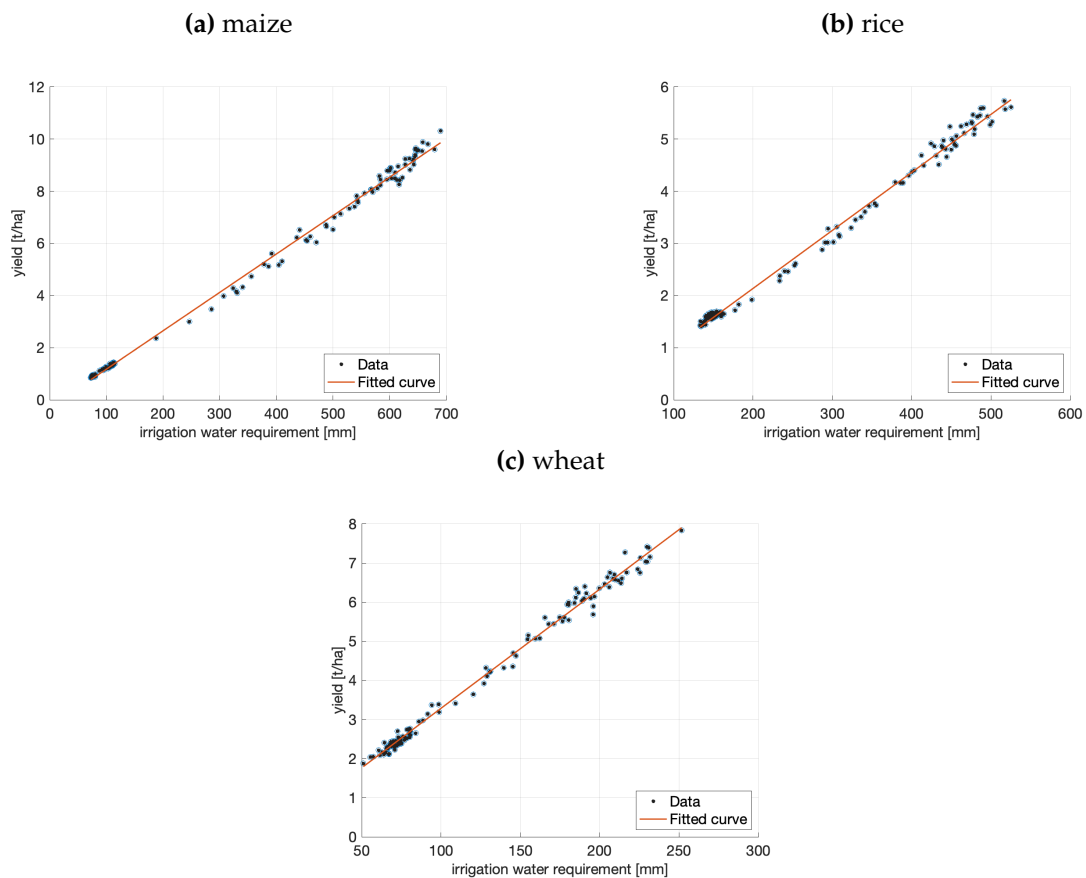 (a) maize
(b) rice
12
10
8
6
4
2
0
yield [t/ha]
0 100 200 300 400 500 600 700
irrigation water requirement [mm]
Data
Fitted curve
6
5
4
3
2
1
0
yield [t/ha]
100 200 300 400 500 600
irrigation water requirement [mm]
Data
Fitted curve
(c) wheat
8
7
6
5
4
3
2
1
0
yield [t/ha]
50 100 150 200 250 300
irrigation water requirement [mm]
Data
Fitted curve